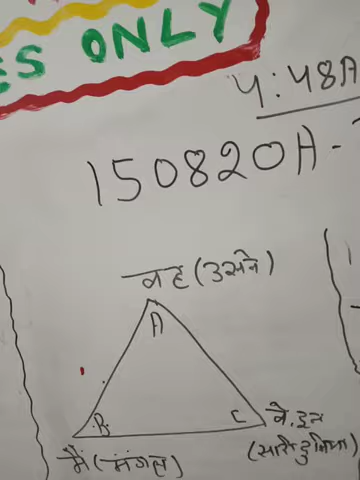 ES ONLY
4:48A
150820A-
वह (उसने)
A
B
C
मैं (मंगल)
वे, इन
(सारी दुनिया)